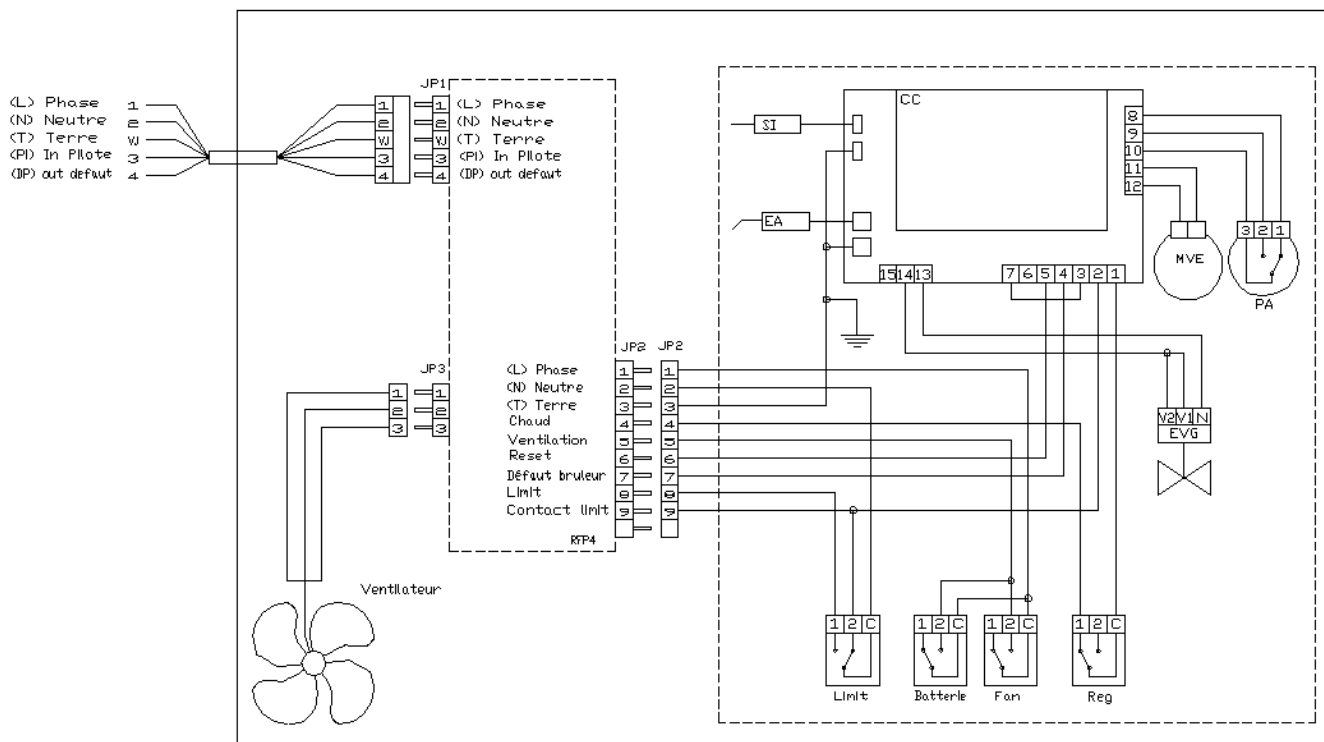 (L) Phase 1
(N) Neutre 2
(T) Terre W
(PI) In Pilote 3
(DP) out defaut 4
1
2
W
3
4
JP1
1 (L) Phase
2 (N) Neutre
W (T) Terre
3 (PI) In Pilote
4 (DP) out defaut
JP3
1 1
2 2
3 3
JP2 JP2
(L) Phase 1 1
(N) Neutre 2 2
(T) Terre 3 3
Chaud 4 4
Ventilation 5 5
Reset 6 6
Défaut bruleur 7 7
Limit 8 8
Contact limit 9 9
RFP4
Ventilateur
CC
SI
EA
8
9
10
11
12
15 14 13
7 6 5 4 3 2 1
MVE
3 2 1
PA
V2 V1 N
EVG
1 2 C
Limit
1 2 C
Batterie
1 2 C
Fan
1 2 C
Reg